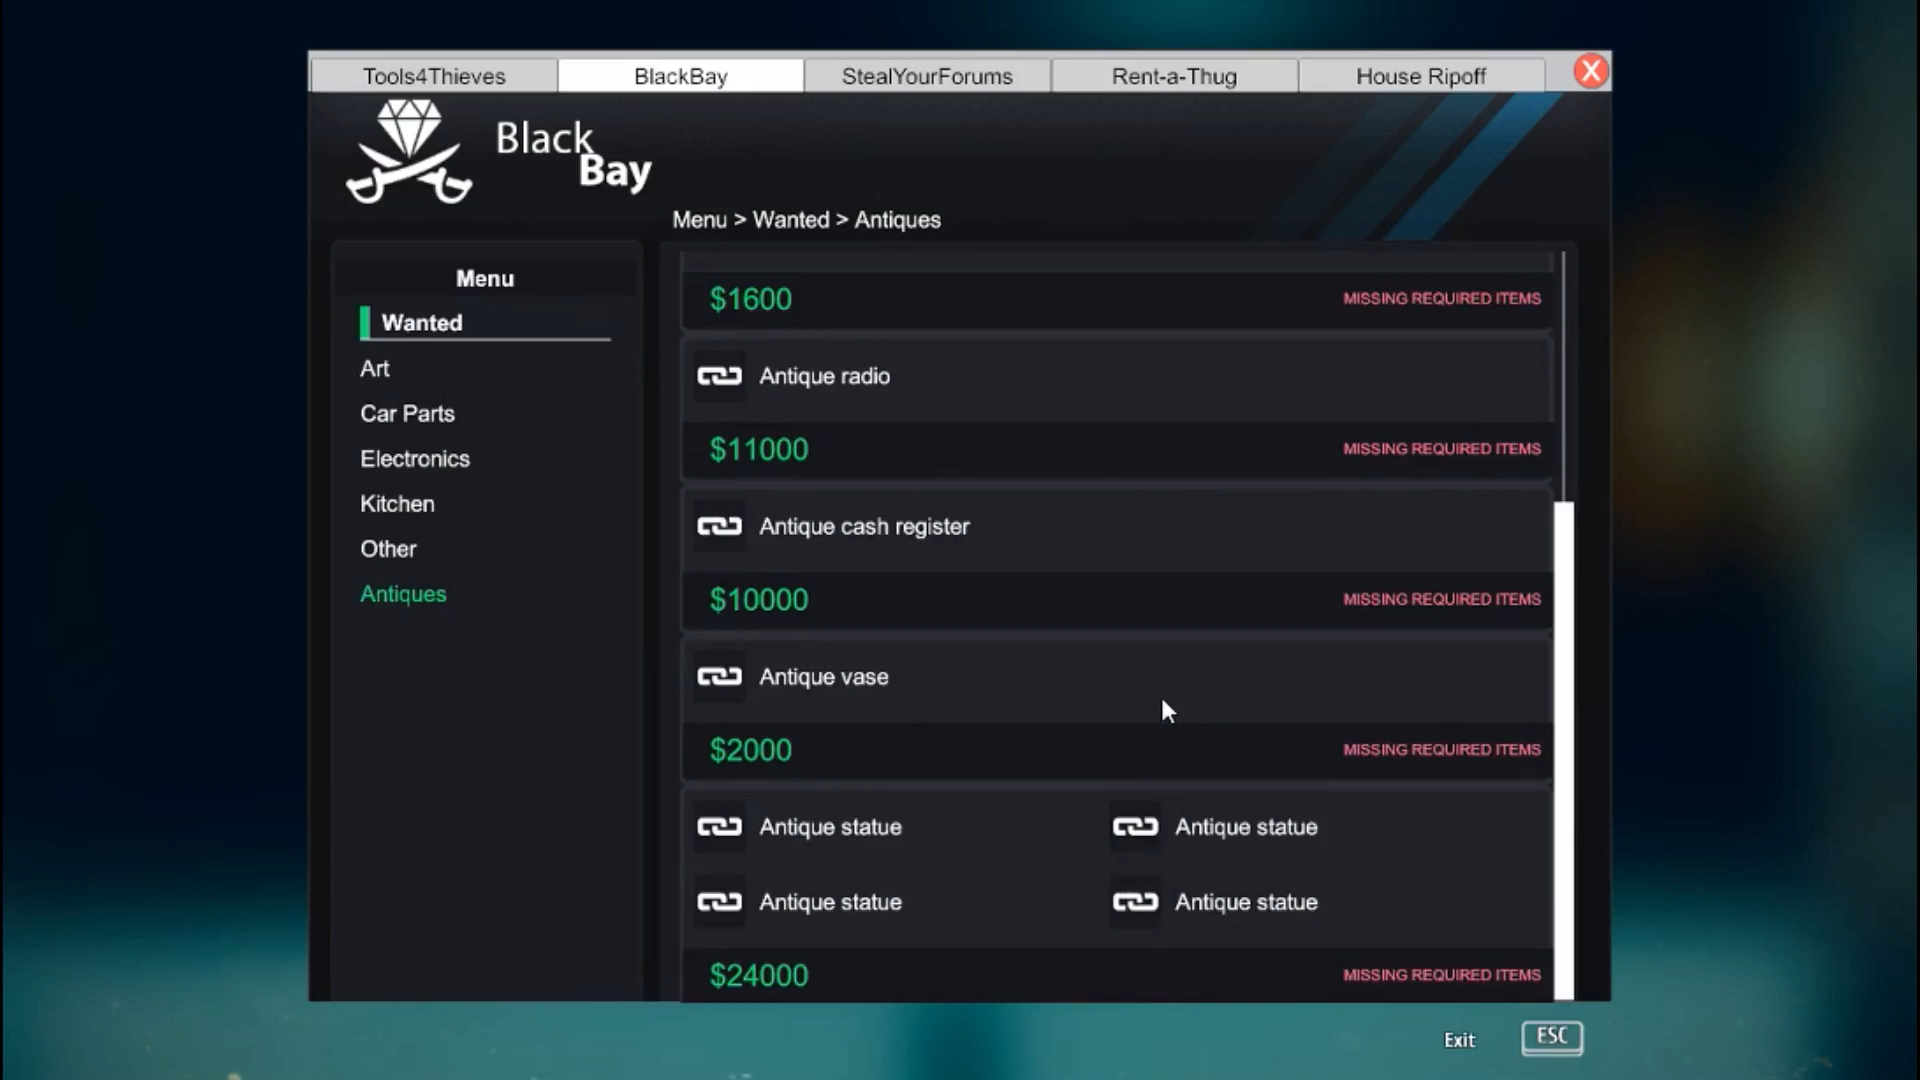 Tools4Thieves BlackBay StealYourForums Rent-a-Thug House Ripoff X
Black
Bay
Menu > Wanted > Antiques
Menu
Wanted
Art
Car Parts
Electronics
Kitchen
Other
Antiques
$1600 MISSING REQUIRED ITEMS
Antique radio
$11000 MISSING REQUIRED ITEMS
Antique cash register
$10000 MISSING REQUIRED ITEMS
Antique vase
$2000 MISSING REQUIRED ITEMS
Antique statue Antique statue
Antique statue Antique statue
$24000 MISSING REQUIRED ITEMS
Exit ESC